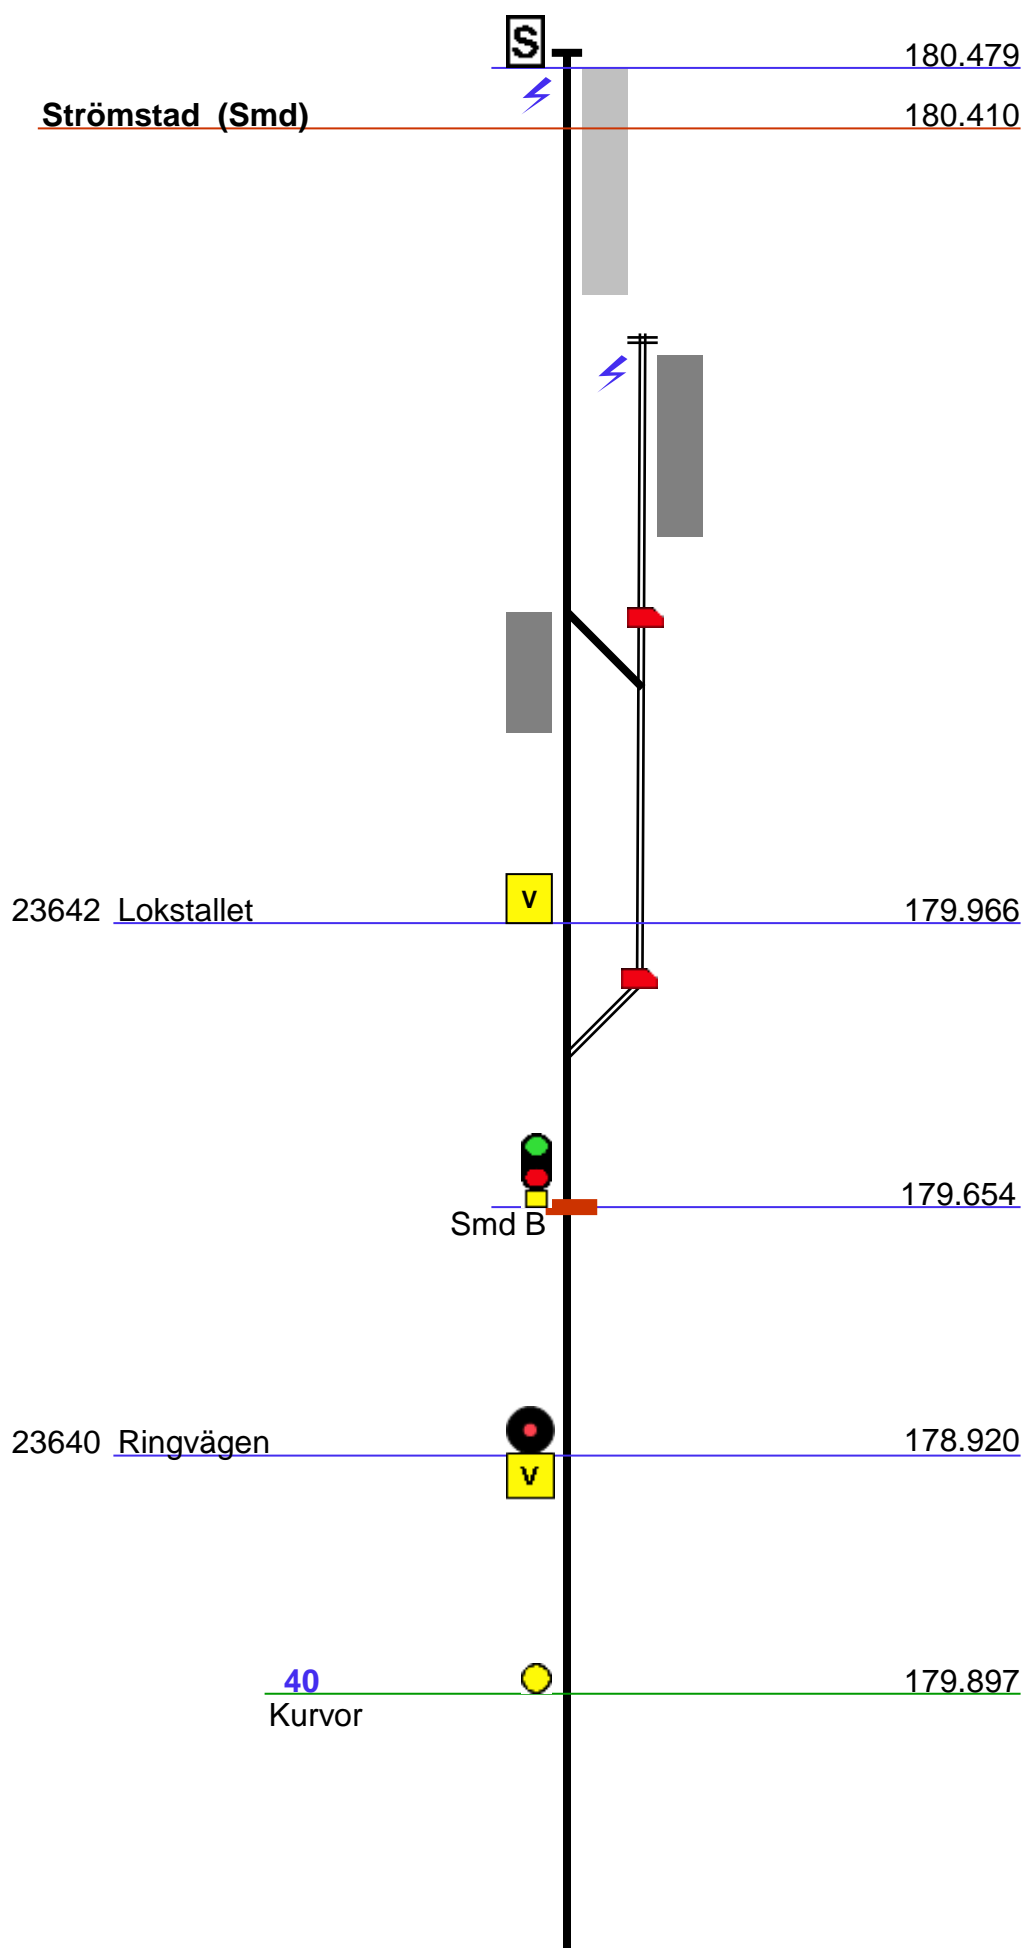 S
180.479
Strömstad (Smd) 180.410
23642 Lokstallet V 179.966
179.654
Smd B
23640 Ringvägen 178.920
V
40 179.897
Kurvor